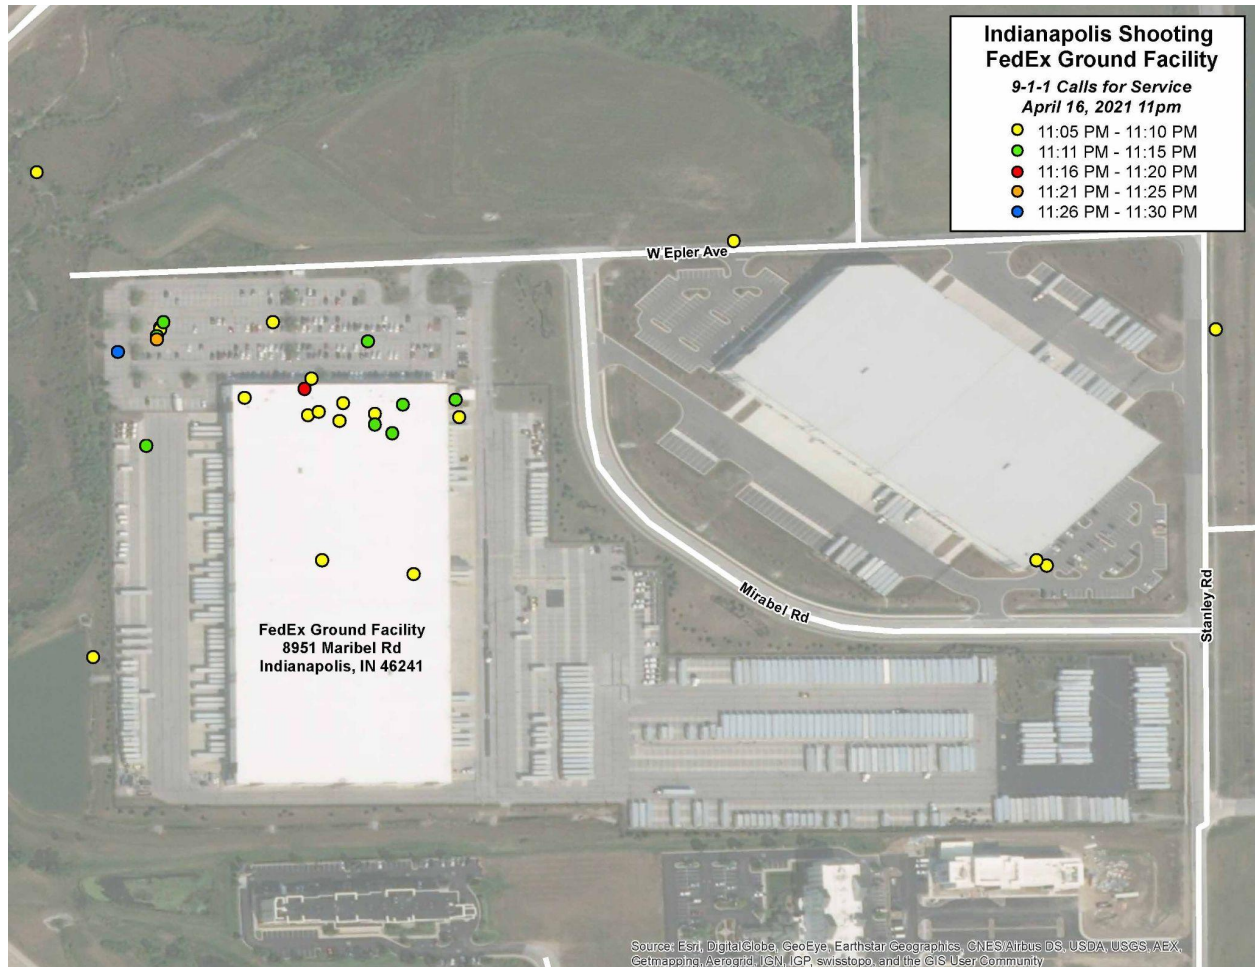 Indianapolis Shooting
FedEx Ground Facility
9-1-1 Calls for Service
April 16, 2021 11pm
11:05 PM - 11:10 PM
11:11 PM - 11:15 PM
11:16 PM - 11:20 PM
11:21 PM - 11:25 PM
11:26 PM - 11:30 PM
W Epler Ave
Mirabel Rd
Stanley Rd
FedEx Ground Facility
8951 Maribel Rd
Indianapolis, IN 46241
Source: Esri, DigitalGlobe, GeoEye, Earthstar Geographics, CNES/Airbus DS, USDA, USGS, AEX,
Getmapping, Aerogrid, IGN, IGP, swisstopo, and the GIS User Community